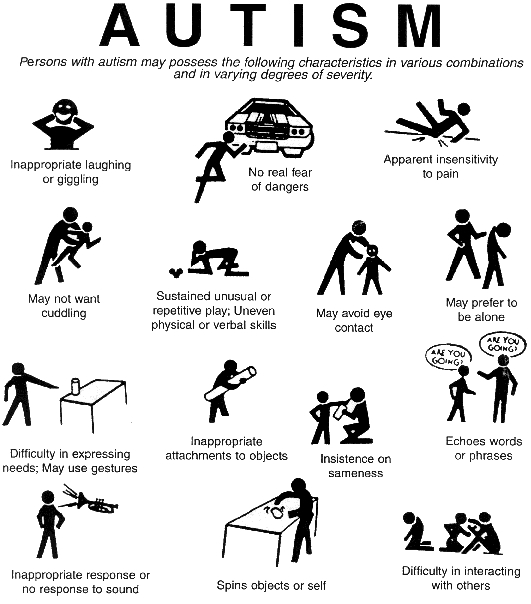 AUTISM
Persons with autism may possess the following characteristics in various combinations
and in varying degrees of severity.
Inappropriate laughing
or giggling
No real fear
of dangers
Apparent insensitivity
to pain
May not want
cuddling
Sustained unusual or
repetitive play; Uneven
physical or verbal skills
May avoid eye
contact
May prefer to
be alone
Difficulty in expressing
needs; May use gestures
Inappropriate
attachments to objects
Insistence on
sameness
ARE YOU
GOING?
ARE YOU
GOING?
Echoes words
or phrases
Inappropriate response or
no response to sound
Spins objects or self
Difficulty in interacting
with others